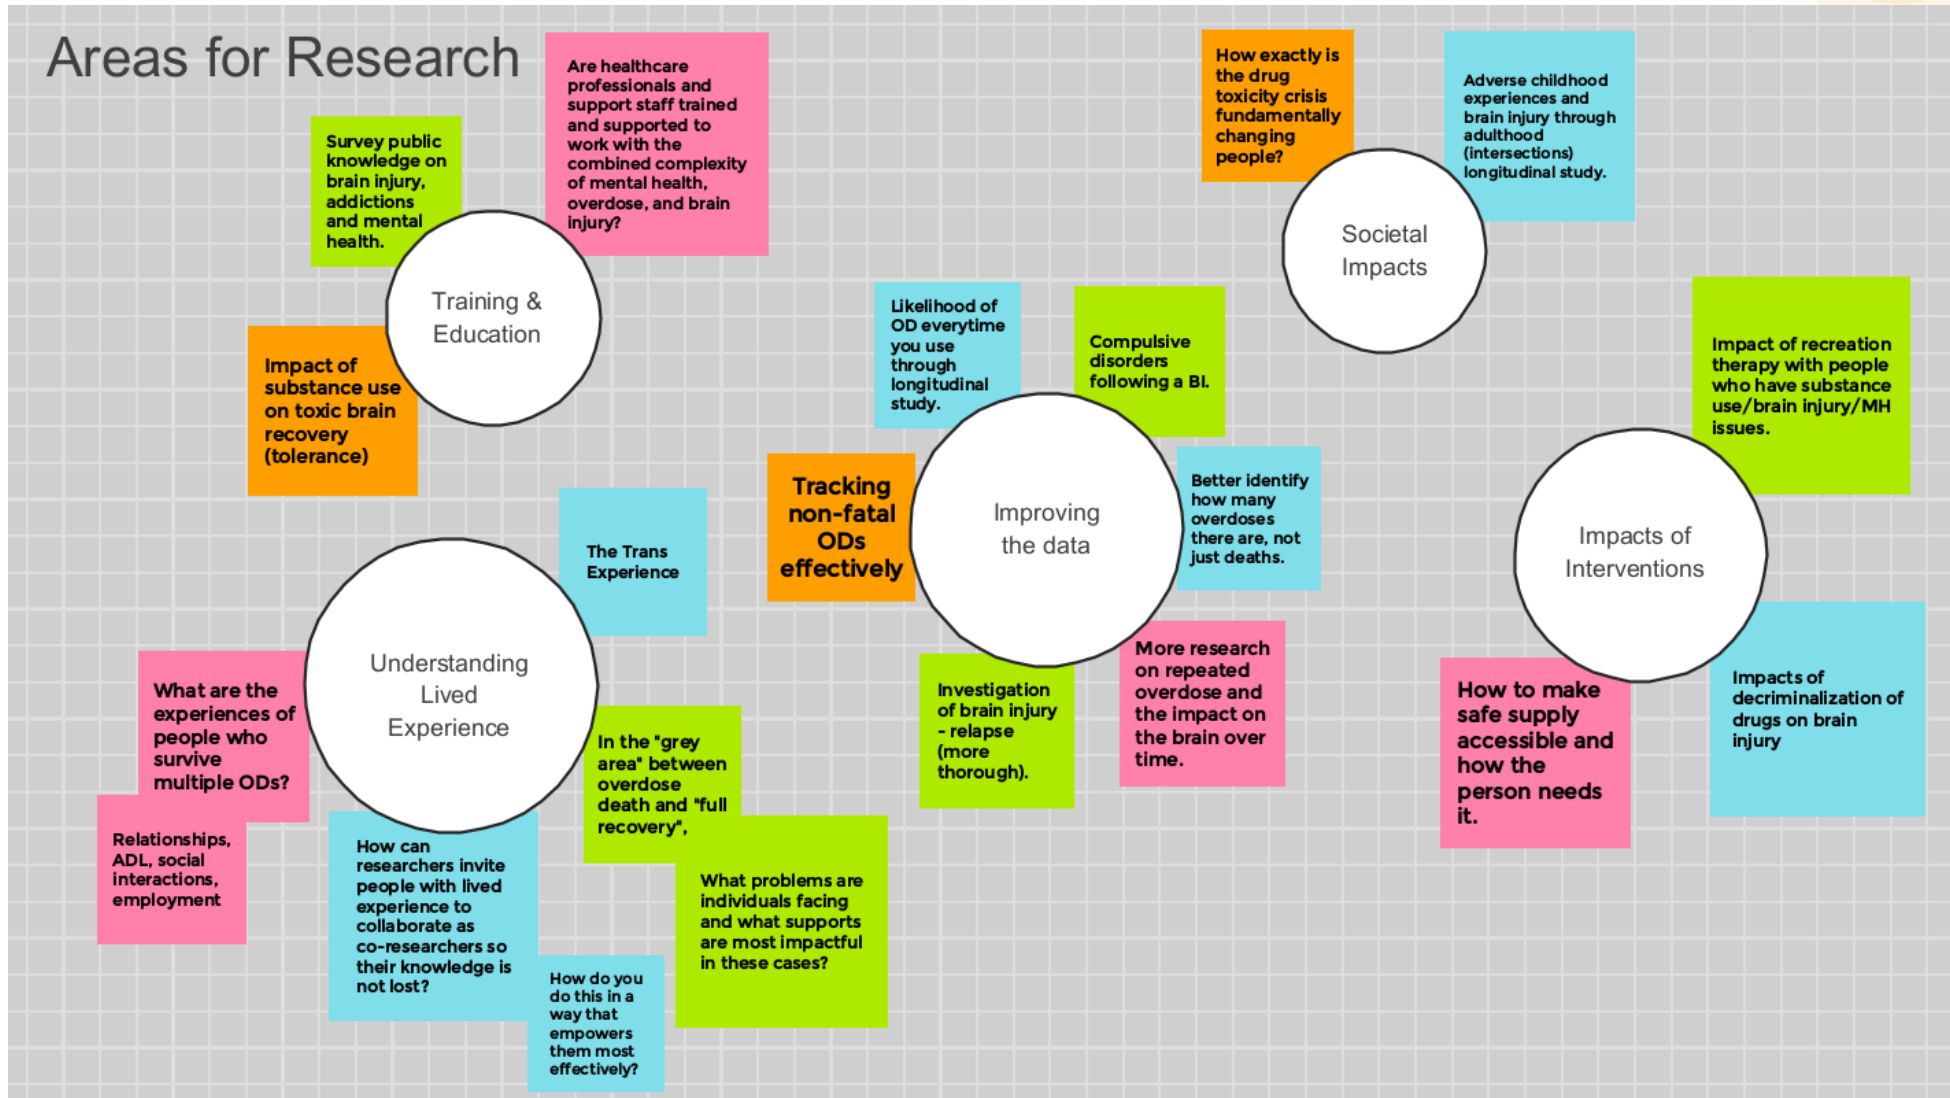 Areas for Research
Survey public
knowledge on
brain injury,
addictions
and mental
health.
Are healthcare
professionals and
support staff trained
and supported to
work with the
combined complexity
of mental health,
overdose, and brain
injury?
Training &
Education
Impact of
substance use
on toxic brain
recovery
(tolerance)
How exactly is
the drug
toxicity crisis
fundamentally
changing
people?
Adverse childhood
experiences and
brain injury through
adulthood
(intersections)
longitudinal study.
Societal
Impacts
Likelihood of
OD everytime
you use
through
longitudinal
study.
Compulsive
disorders
following a BI.
Tracking
non-fatal
ODs
effectively
Improving
the data
Better identify
how many
overdoses
there are, not
just deaths.
Investigation
of brain injury
- relapse
(more
thorough).
More research
on repeated
overdose and
the impact on
the brain over
time.
Impact of recreation
therapy with people
who have substance
use/brain injury/MH
issues.
Impacts of
Interventions
How to make
safe supply
accessible and
how the
person needs
it.
Impacts of
decriminalization of
drugs on brain
injury
The Trans
Experience
Understanding
Lived
Experience
What are the
experiences of
people who
survive
multiple ODs?
Relationships,
ADL, social
interactions,
employment
How can
researchers invite
people with lived
experience to
collaborate as
co-researchers so
their knowledge is
not lost?
How do you
do this in a
way that
empowers
them most
effectively?
In the "grey
area" between
overdose
death and "full
recovery",
What problems are
individuals facing
and what supports
are most impactful
in these cases?